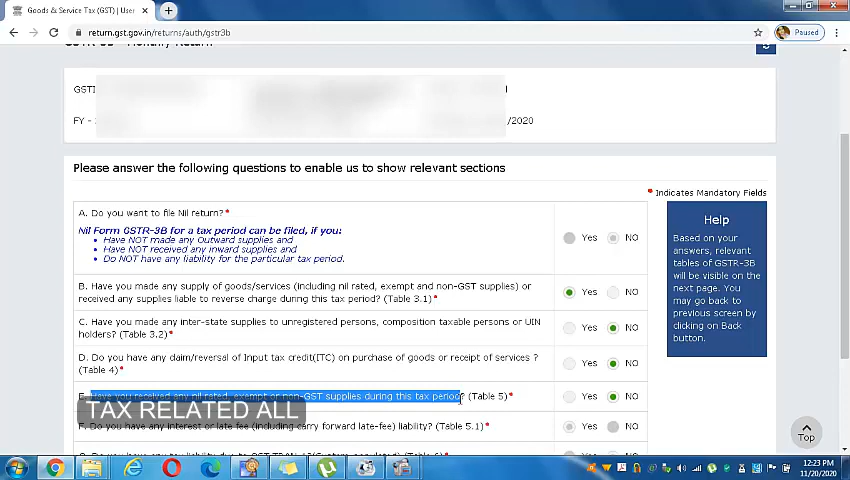 Goods & Service Tax (GST) | User
Paused
return.gst.gov.in/returns/auth/gstr3b
GSTR-3B - Monthly Return
GSTI
FY -
/2020
Please answer the following questions to enable us to show relevant sections
Indicates Mandatory Fields
A. Do you want to file Nil return?*
Nil Form GSTR-3B for a tax period can be filed, if you:
• Have NOT made any Outward supplies and
• Have NOT received any inward supplies and
• Do NOT have any liability for the particular tax period.
Yes NO
B. Have you made any supply of goods/services (including nil rated, exempt and non-GST supplies) or
received any supplies liable to reverse charge during this tax period? (Table 3.1)*
Yes NO
C. Have you made any inter-state supplies to unregistered persons, composition taxable persons or UIN
holders? (Table 3.2)*
Yes NO
D. Do you have any claim/reversal of Input tax credit(ITC) on purchase of goods or receipt of services ?
(Table 4)*
Yes NO
E. Have you received any nil rated, exempt or non-GST supplies during this tax period? (Table 5)*
Yes NO
TAX RELATED ALL
F. Do you have any interest or late fee (including carry forward late-fee) liability? (Table 5.1)*
Yes NO
Help
Based on your
answers, relevant
tables of GSTR-3B
will be visible on the
next page. You
may go back to
previous screen by
clicking on Back
button.
Top
12:23 PM
11/20/2020